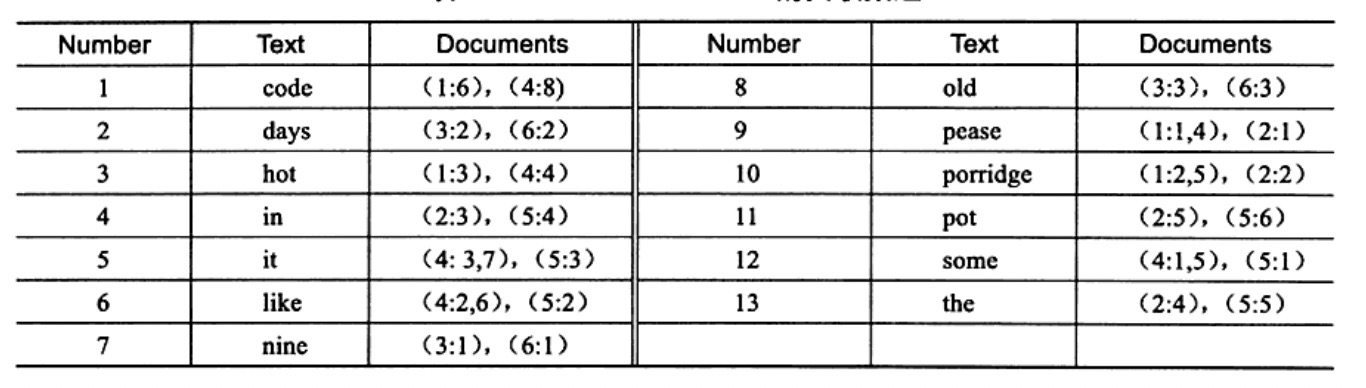 Number Text Documents Number Text Documents
1 code (1:6), (4:8) 8 old (3:3), (6:3)
2 days (3:2), (6:2) 9 pease (1:1,4), (2:1)
3 hot (1:3), (4:4) 10 porridge (1:2,5), (2:2)
4 in (2:3), (5:4) 11 pot (2:5), (5:6)
5 it (4: 3,7), (5:3) 12 some (4:1,5), (5:1)
6 like (4:2,6), (5:2) 13 the (2:4), (5:5)
7 nine (3:1), (6:1)